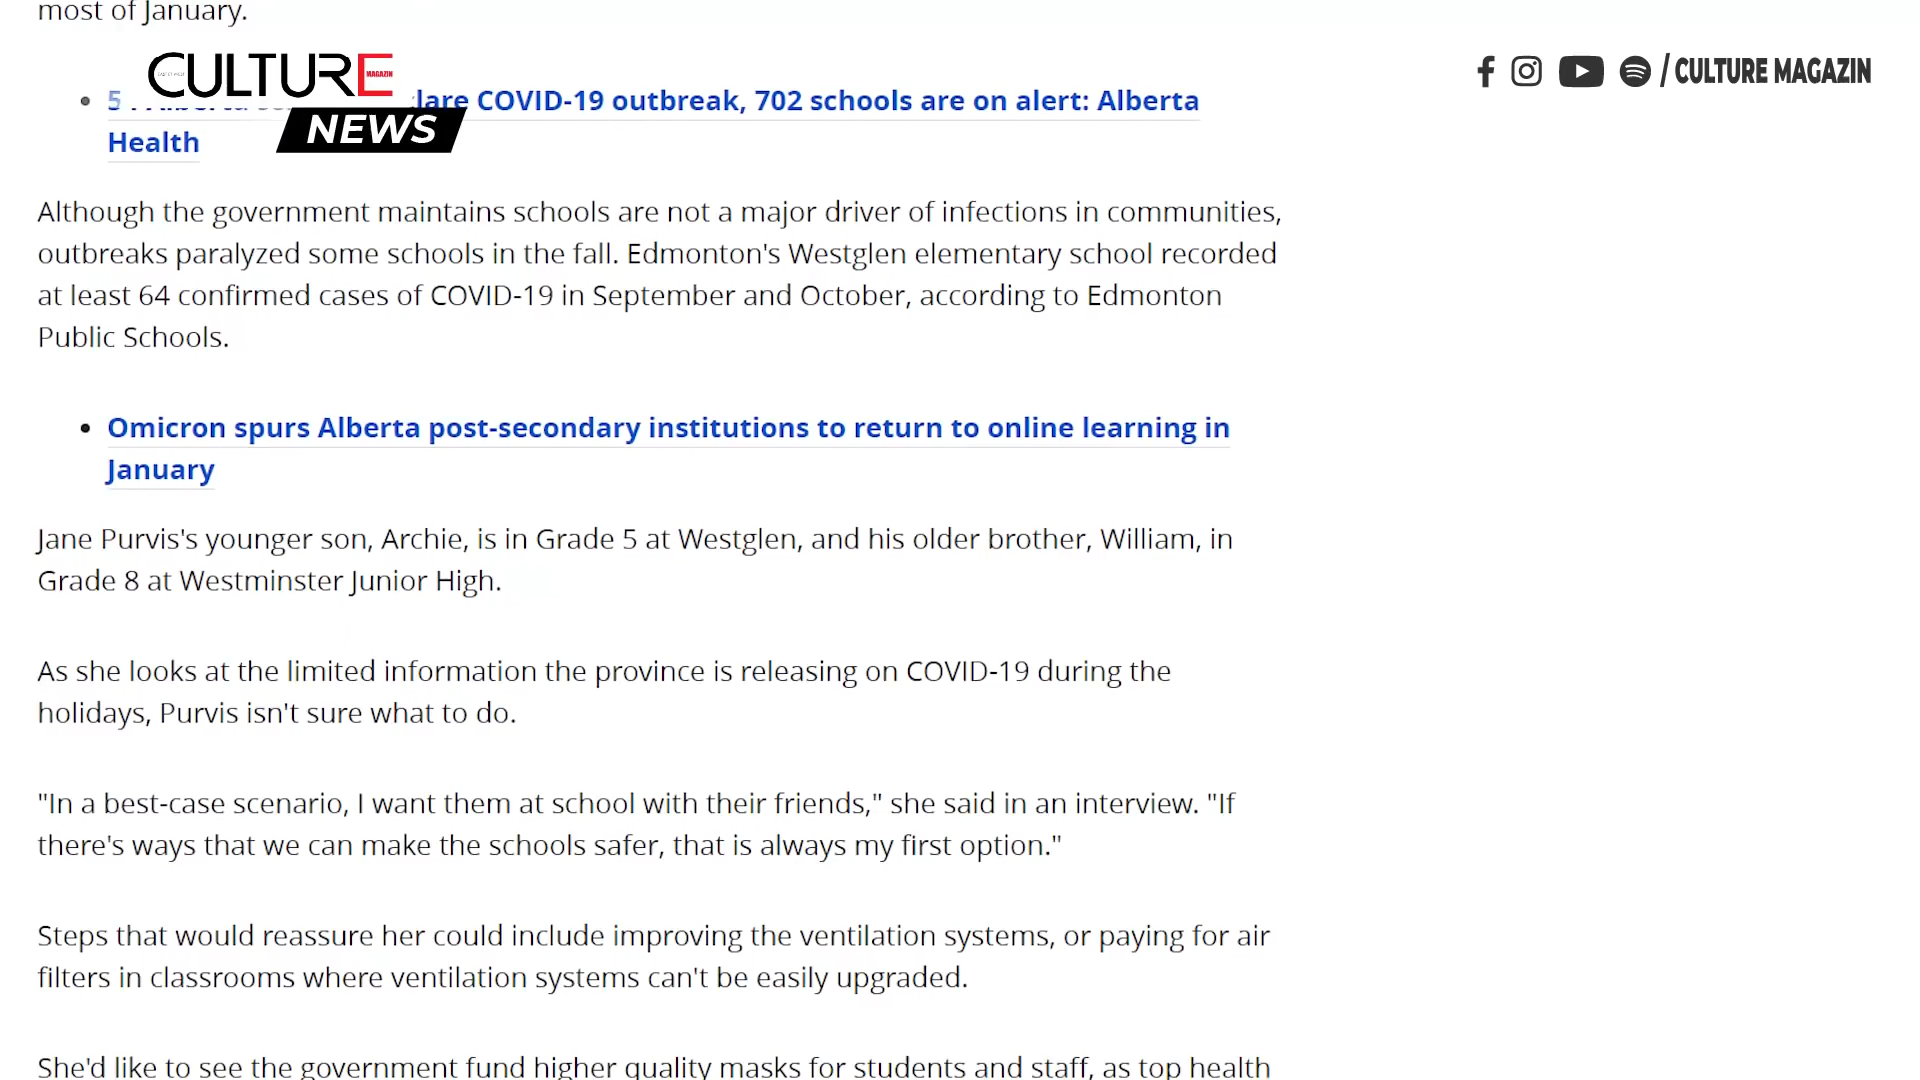 most of January.
CULTURE
MAGAZIN
NEWS
/ CULTURE MAGAZIN
COVID-19 outbreak, 702 schools are on alert: Alberta
Health
Although the government maintains schools are not a major driver of infections in communities,
outbreaks paralyzed some schools in the fall. Edmonton's Westglen elementary school recorded
at least 64 confirmed cases of COVID-19 in September and October, according to Edmonton
Public Schools.
Omicron spurs Alberta post-secondary institutions to return to online learning in
January
Jane Purvis's younger son, Archie, is in Grade 5 at Westglen, and his older brother, William, in
Grade 8 at Westminster Junior High.
As she looks at the limited information the province is releasing on COVID-19 during the
holidays, Purvis isn't sure what to do.
"In a best-case scenario, I want them at school with their friends," she said in an interview. "If
there's ways that we can make the schools safer, that is always my first option."
Steps that would reassure her could include improving the ventilation systems, or paying for air
filters in classrooms where ventilation systems can't be easily upgraded.
She'd like to see the government fund higher quality masks for students and staff, as top health